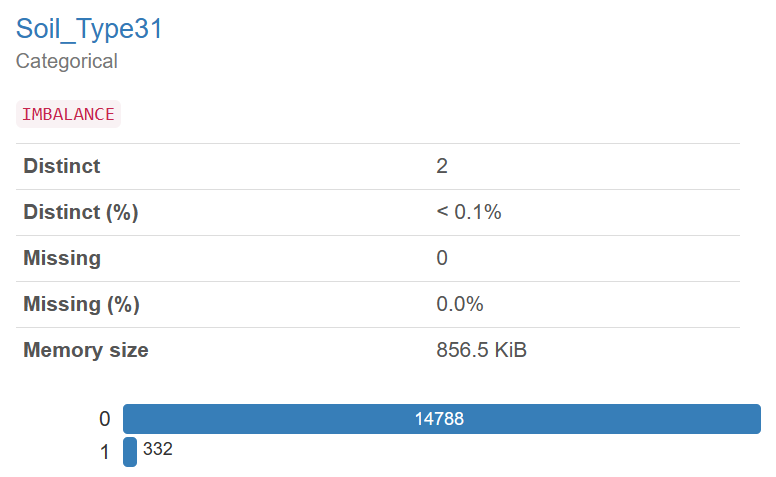 Soil_Type31
Categorical
IMBALANCE
Distinct 2
Distinct (%) < 0.1%
Missing 0
Missing (%) 0.0%
Memory size 856.5 KiB
0 14788
1 332